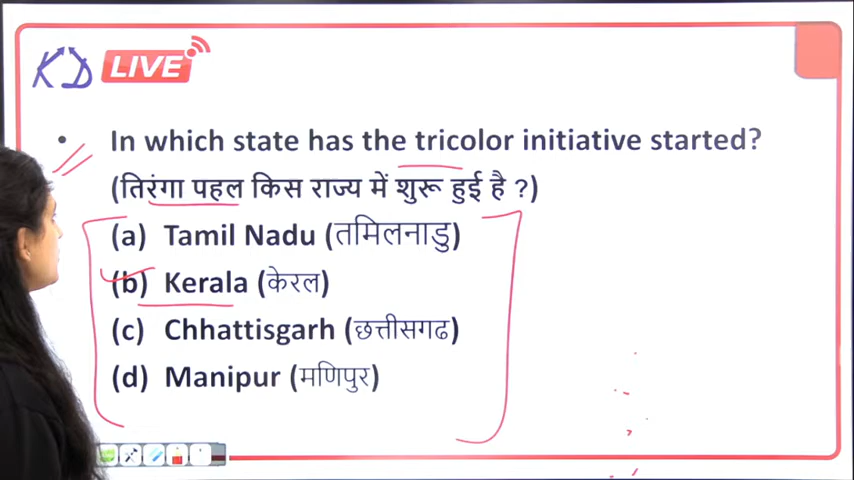 KD LIVE
• In which state has the tricolor initiative started?
(तिरंगा पहल किस राज्य में शुरू हुई है ?)
(a) Tamil Nadu (तमिलनाडु)
(b) Kerala (केरल)
(c) Chhattisgarh (छत्तीसगढ)
(d) Manipur (मणिपुर)